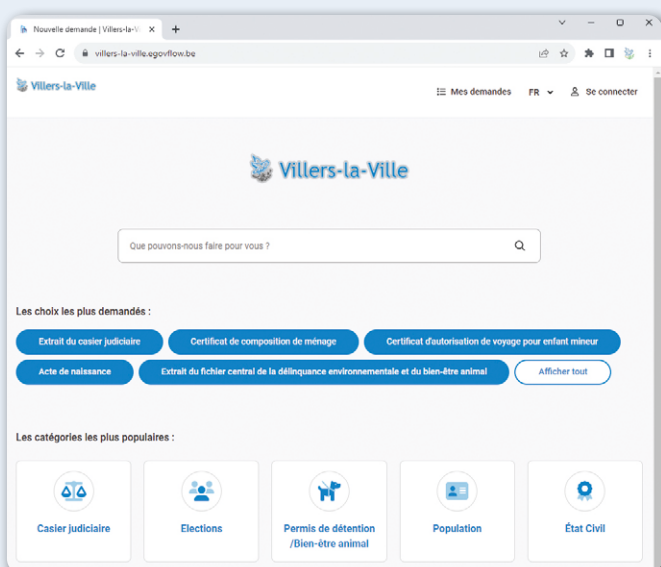 Nouvelle demande | Villers-la-V
villers-la-ville.egovflow.be
Villers-la-Ville
Mes demandes FR Se connecter
Villers-la-Ville
Que pouvons-nous faire pour vous ?
Les choix les plus demandés :
Extrait du casier judiciaire Certificat de composition de ménage Certificat d'autorisation de voyage pour enfant mineur
Acte de naissance Extrait du fichier central de la délinquance environnementale et du bien-être animal Afficher tout
Les catégories les plus populaires :
Casier judiciaire Elections Permis de détention Population État Civil
/Bien-être animal